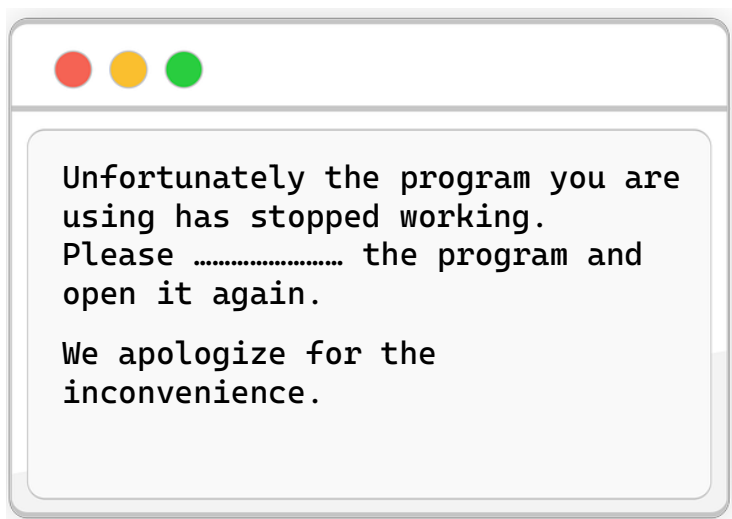 Unfortunately the program you are
using has stopped working.
Please …………………… the program and
open it again.
We apologize for the
inconvenience.